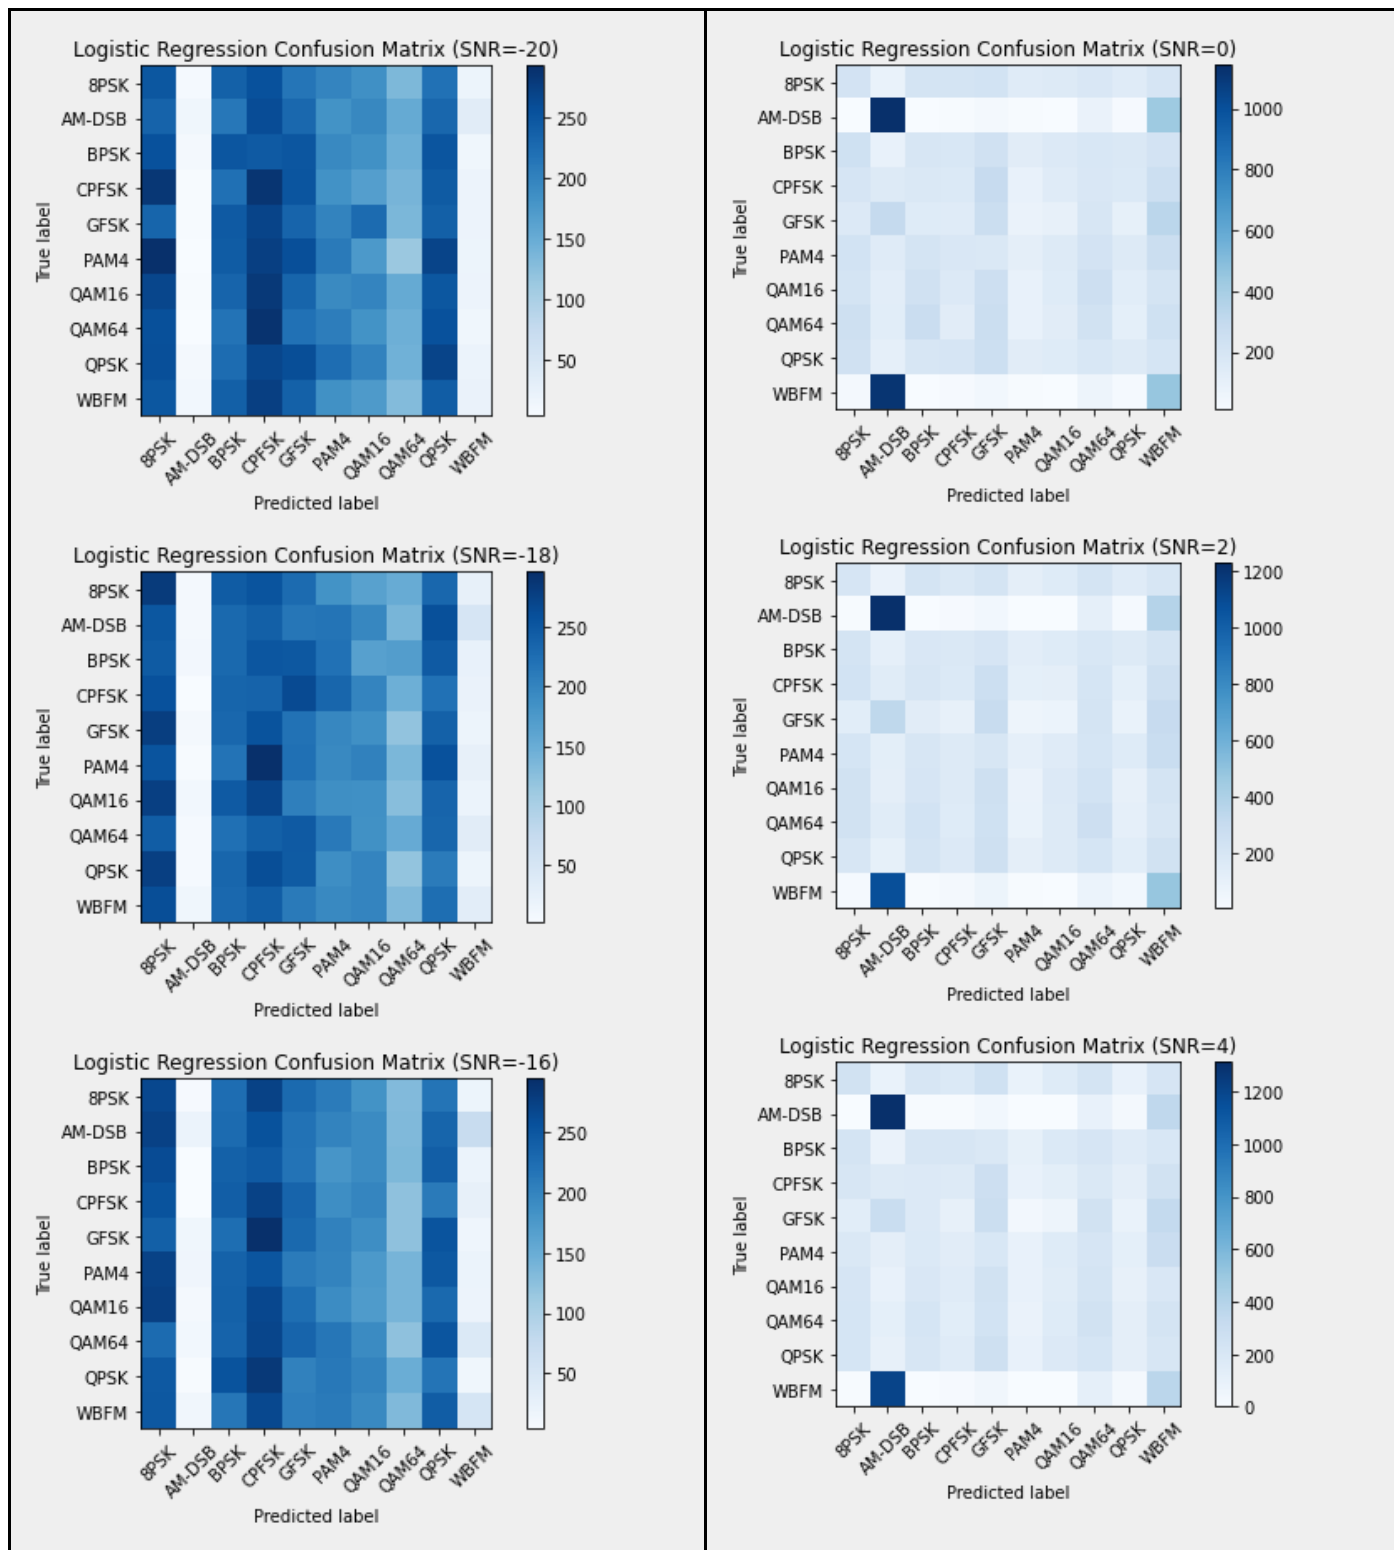 Logistic Regression Confusion Matrix (SNR=-20)
8PSK
AM-DSB
BPSK
CPFSK
GFSK
PAM4
QAM16
QAM64
QPSK
WBFM
True label
8PSK AM-DSB BPSK CPFSK GFSK PAM4 QAM16 QAM64 QPSK WBFM
Predicted label
250
200
150
100
50
Logistic Regression Confusion Matrix (SNR=-18)
8PSK
AM-DSB
BPSK
CPFSK
GFSK
PAM4
QAM16
QAM64
QPSK
WBFM
True label
8PSK AM-DSB BPSK CPFSK GFSK PAM4 QAM16 QAM64 QPSK WBFM
Predicted label
250
200
150
100
50
Logistic Regression Confusion Matrix (SNR=-16)
8PSK
AM-DSB
BPSK
CPFSK
GFSK
PAM4
QAM16
QAM64
QPSK
WBFM
True label
8PSK AM-DSB BPSK CPFSK GFSK PAM4 QAM16 QAM64 QPSK WBFM
Predicted label
250
200
150
100
50
Logistic Regression Confusion Matrix (SNR=0)
8PSK
AM-DSB
BPSK
CPFSK
GFSK
PAM4
QAM16
QAM64
QPSK
WBFM
True label
8PSK AM-DSB BPSK CPFSK GFSK PAM4 QAM16 QAM64 QPSK WBFM
Predicted label
1000
800
600
400
200
Logistic Regression Confusion Matrix (SNR=2)
8PSK
AM-DSB
BPSK
CPFSK
GFSK
PAM4
QAM16
QAM64
QPSK
WBFM
True label
8PSK AM-DSB BPSK CPFSK GFSK PAM4 QAM16 QAM64 QPSK WBFM
Predicted label
1200
1000
800
600
400
200
Logistic Regression Confusion Matrix (SNR=4)
8PSK
AM-DSB
BPSK
CPFSK
GFSK
PAM4
QAM16
QAM64
QPSK
WBFM
True label
8PSK AM-DSB BPSK CPFSK GFSK PAM4 QAM16 QAM64 QPSK WBFM
Predicted label
1200
1000
800
600
400
200
0